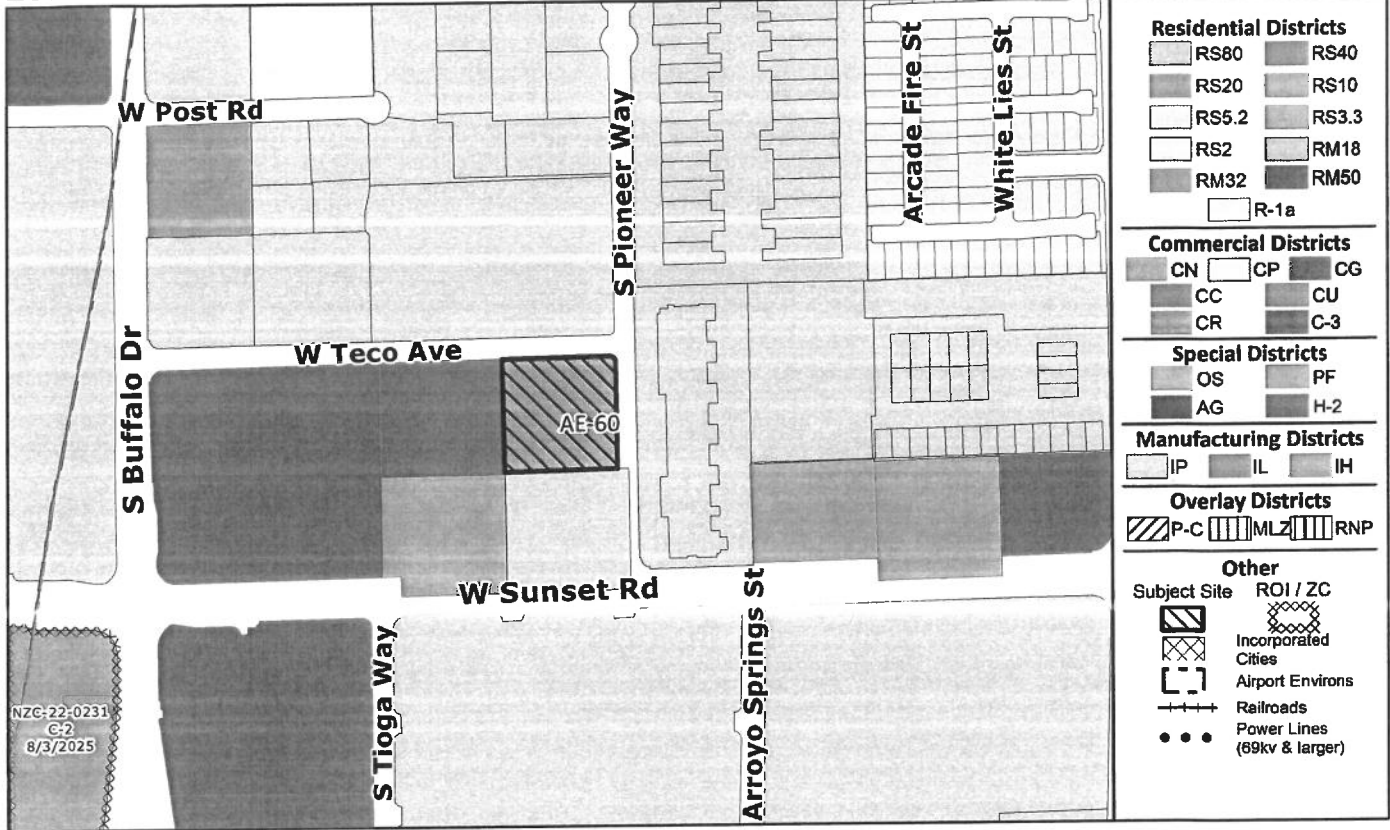 W Post Rd
S Pioneer Way
Arcade Fire St
White Lies St
S Buffalo Dr
W Teco Ave
AE-60
W Sunset Rd
S Tioga Way
Arroyo Springs St
NZC-22-0231
C-2
8/3/2025
Residential Districts
RS80 RS40
RS20 RS10
RS5.2 RS3.3
RS2 RM18
RM32 RM50
R-1a
Commercial Districts
CN CP CG
CC CU
CR C-3
Special Districts
OS PF
AG H-2
Manufacturing Districts
IP IL IH
Overlay Districts
P-C MLZ RNP
Other
Subject Site ROI / ZC
Incorporated
Cities
Airport Environs
Railroads
Power Lines
(69kv & larger)